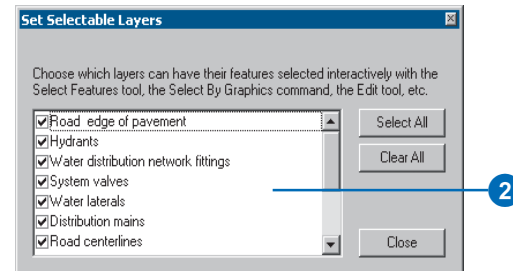 Set Selectable Layers
Choose which layers can have their features selected interactively with the
Select Features tool, the Select By Graphics command, the Edit tool, etc.
Road edge of pavement
Hydrants
Water distribution network fittings
System valves
Water laterals
Distribution mains
Road centerlines
Select All
Clear All
Close
2